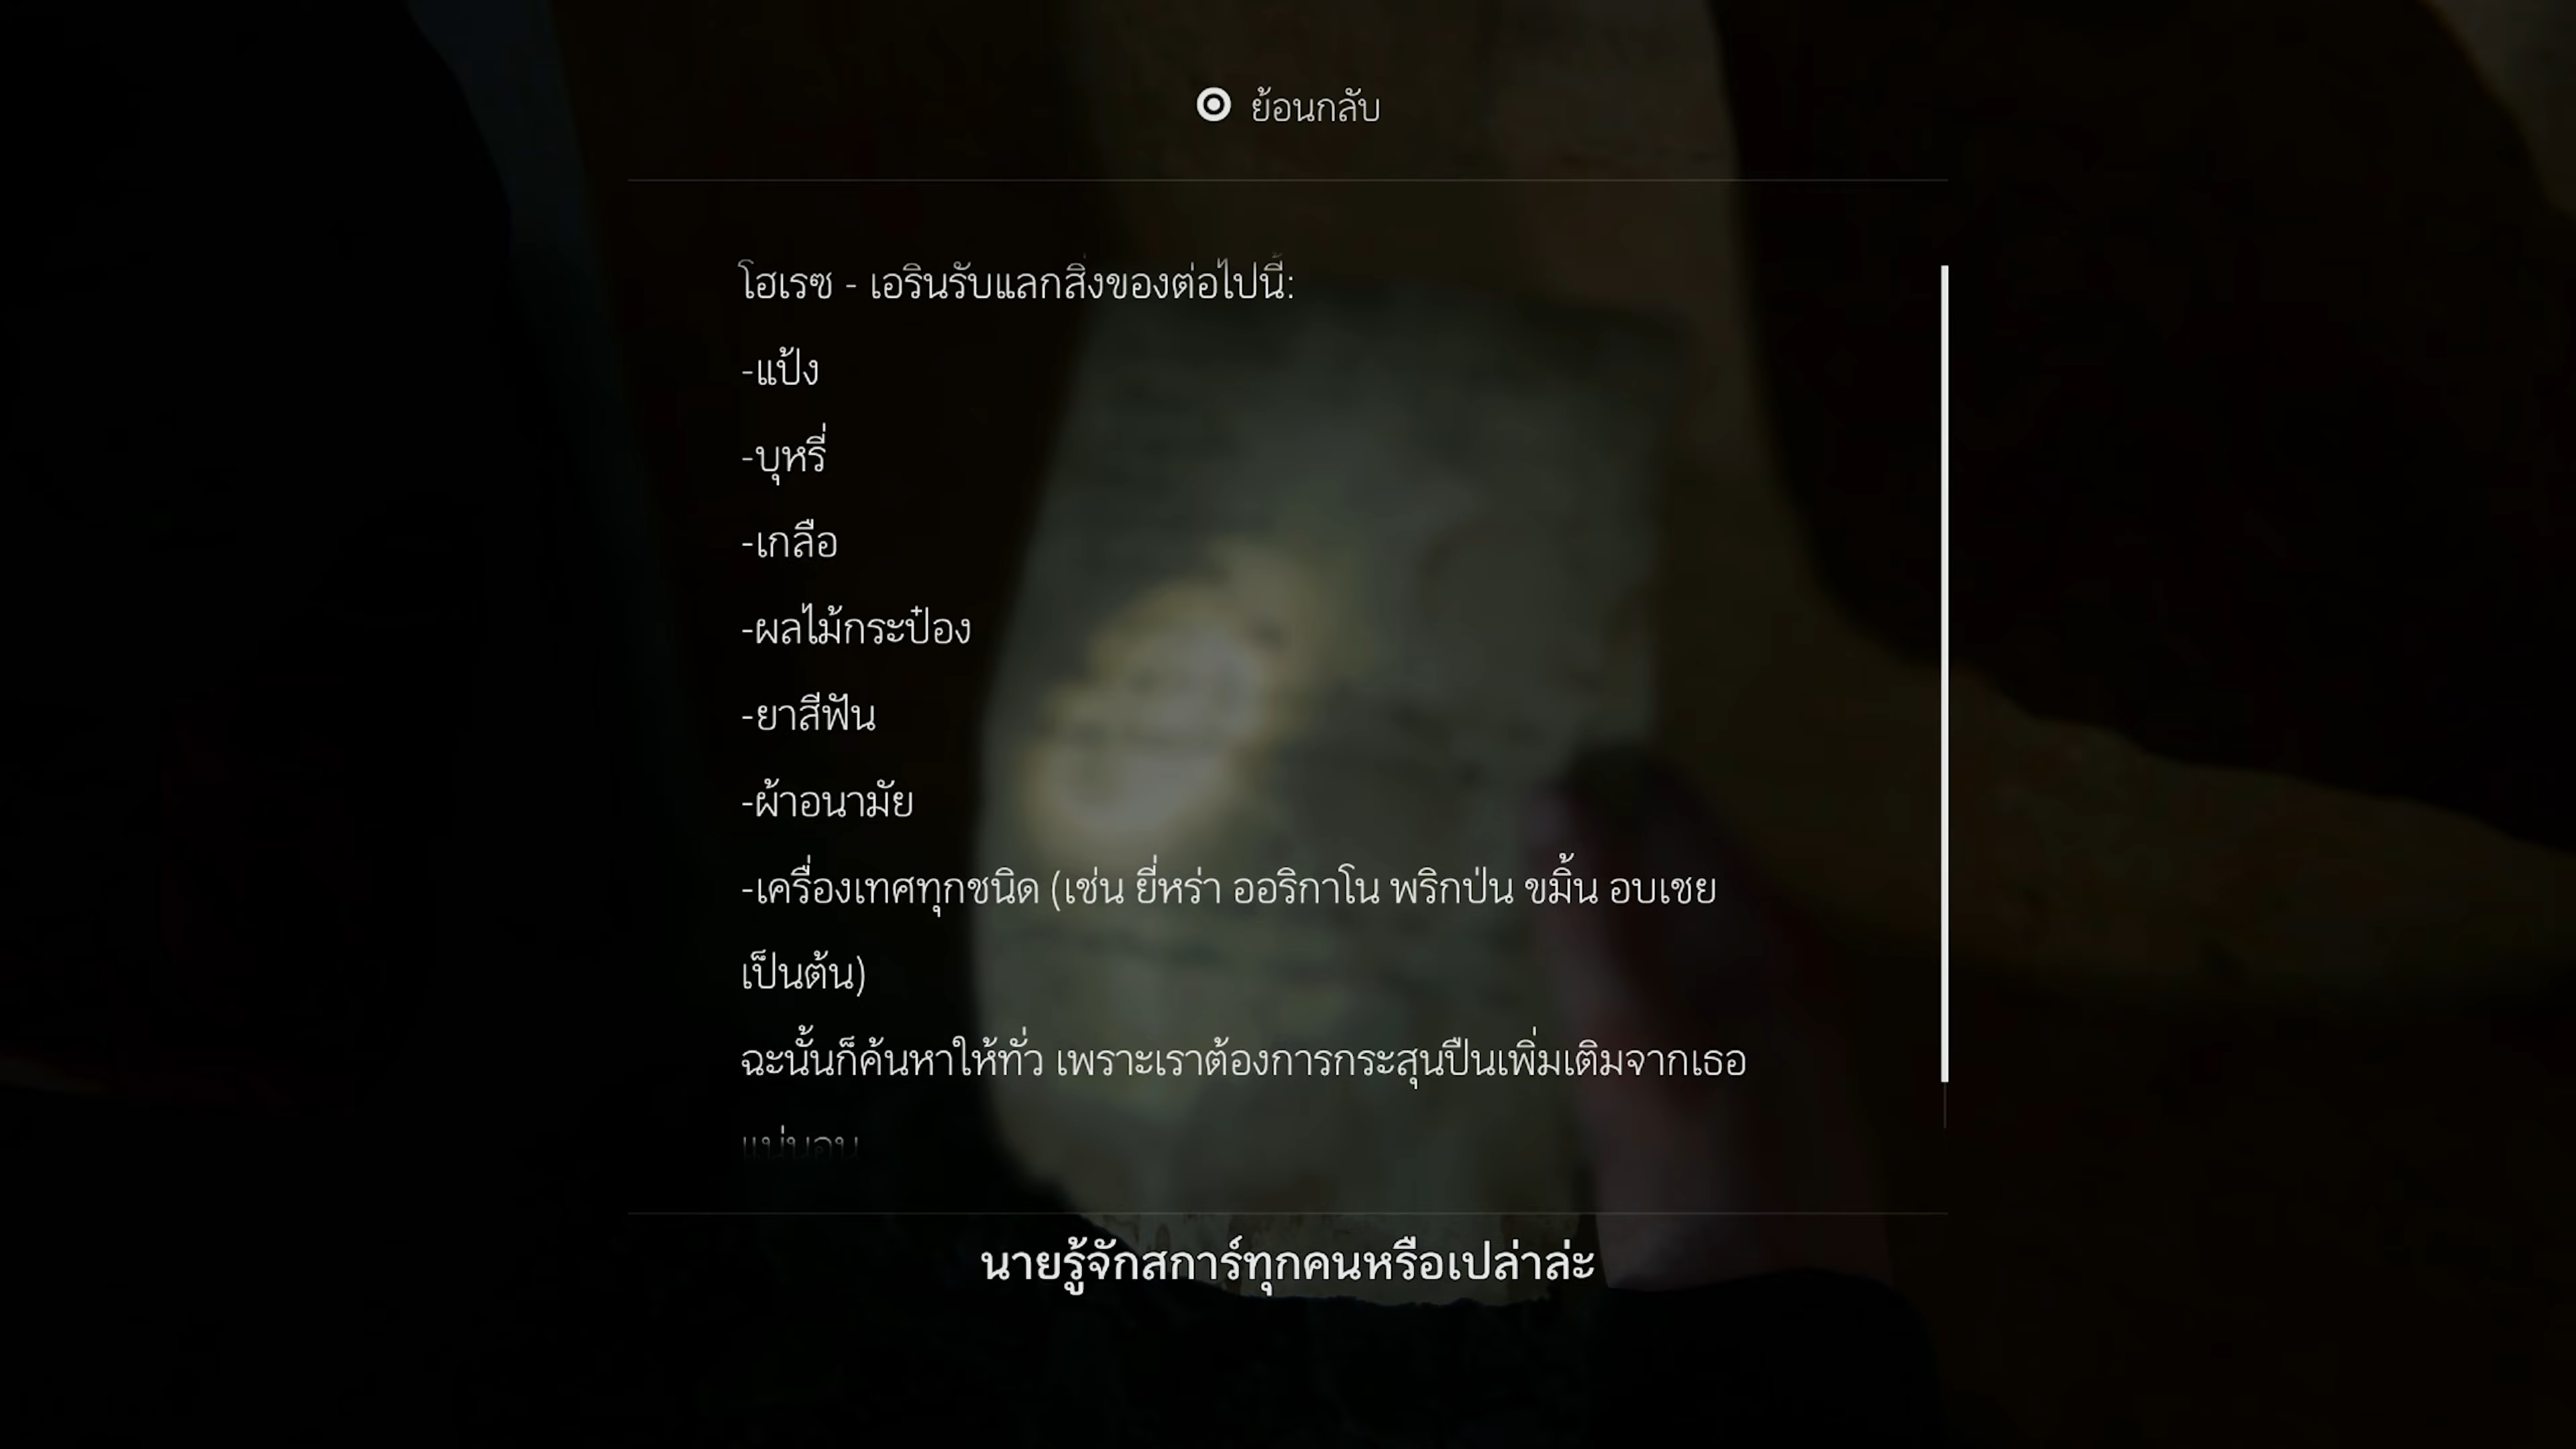 ย้อนกลับ
โฮเรซ - เอรินรับแลกสิ่งของต่อไปนี้:
-แป้ง
-บุหรี่
-เกลือ
-ผลไม้กระป๋อง
-ยาสีฟัน
-ผ้าอนามัย
-เครื่องเทศทุกชนิด (เช่น ยี่หร่า ออริกาโน พริกป่น ขมิ้น อบเชย
เป็นต้น)
ฉะนั้นก็ค้นหาให้ทั่ว เพราะเราต้องการกระสุนปืนเพิ่มเติมจากเธอ
แน่นอน
นายรู้จักสการ์ทุกคนหรือเปล่าล่ะ